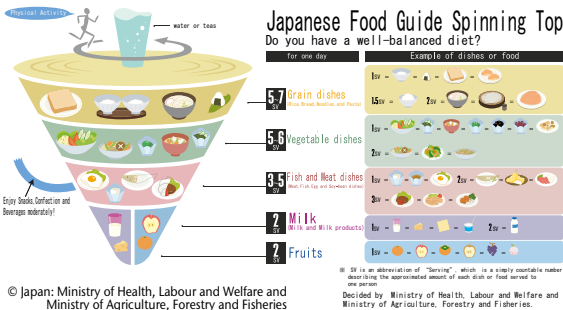 Physical Activity
water or teas
Japanese Food Guide Spinning Top
Do you have a well-balanced diet?
for one day
Example of dishes or food
5-7 SV Grain dishes
(Rice Bread, Noodles and Pasta)
1SV = = = =
1.5SV = 2SV = = =
5-6 SV Vegetable dishes
1SV = = = = = =
2SV = = =
3-5 SV Fish and Meat dishes
(Meat, Fish, Egg and Soy-bean dishes)
1SV = = = 2SV = = =
3SV = = =
Enjoy Snacks, Confection and
Beverages moderately!
2 SV Milk
(Milk and Milk products)
1SV = = = = 2SV =
2 SV Fruits
1SV = = = = = =
※ SV is an abbreviation of "Serving", which is a simply countable number
describing the approximated amount of each dish or food served to
one person
Decided by Ministry of Health, Labour and Welfare and
Ministry of Agriculture, Forestry and Fisheries.
© Japan: Ministry of Health, Labour and Welfare and
Ministry of Agriculture, Forestry and Fisheries